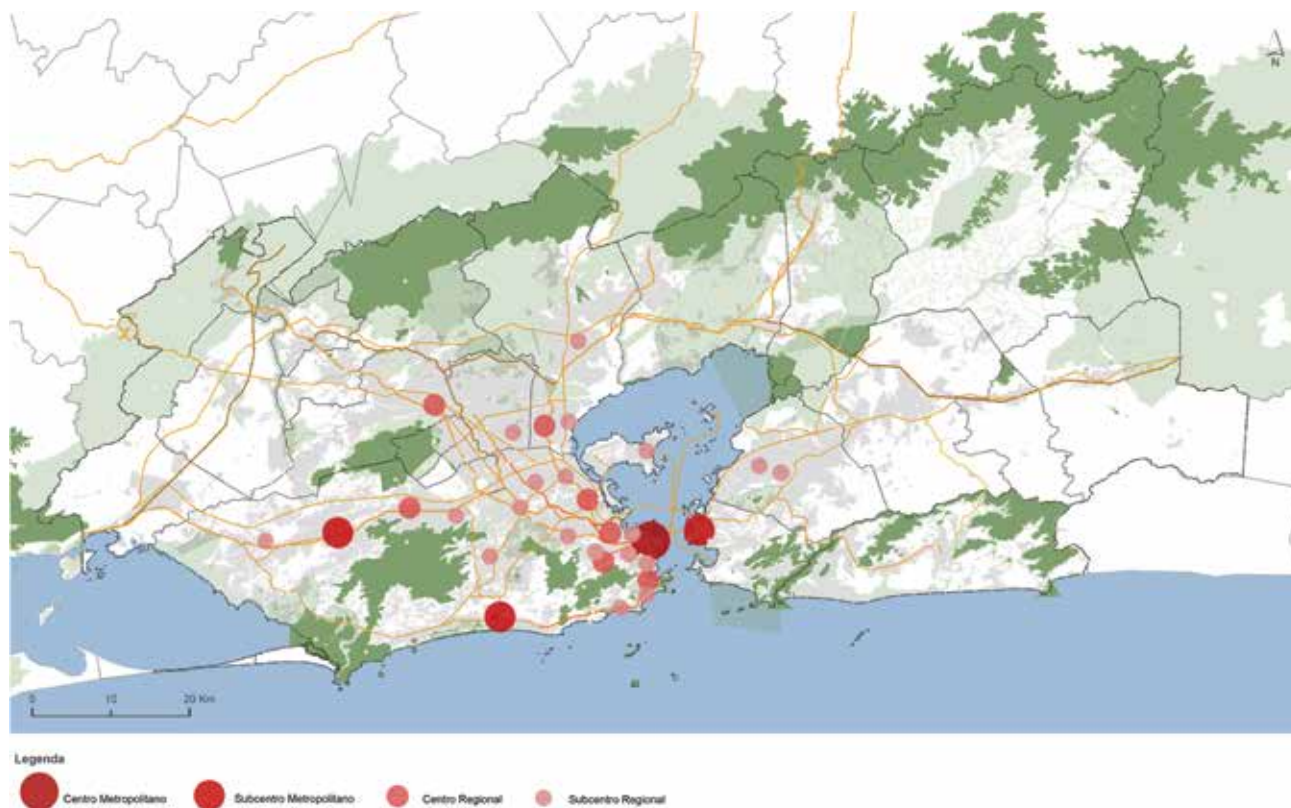 N
0 10 20 Km
Legenda
Centro Metropolitano Subcentro Metropolitano Centro Regional Subcentro Regional